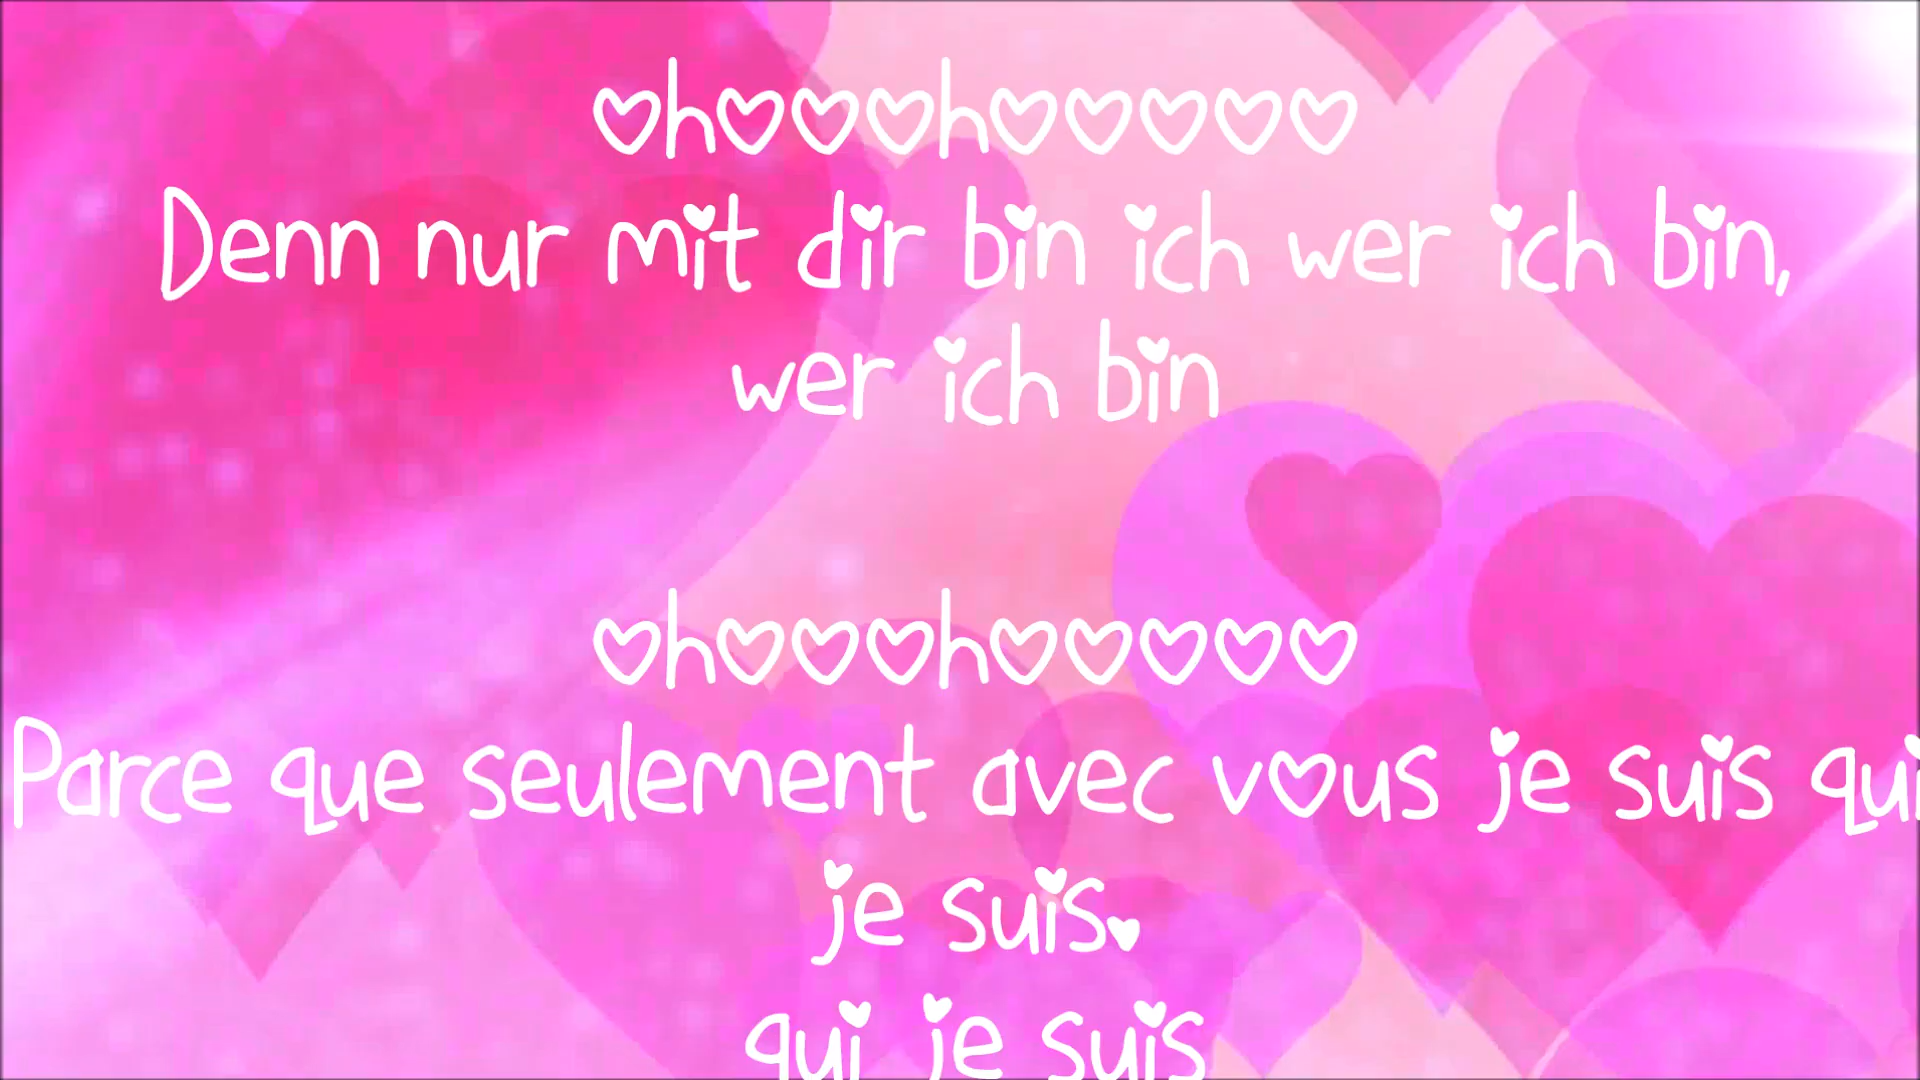 ohooohooooo
Denn nur mit dir bin ich wer ich bin,
wer ich bin
ohooohooooo
Parce que seulement avec vous je suis qui
je suis.
qui je suis